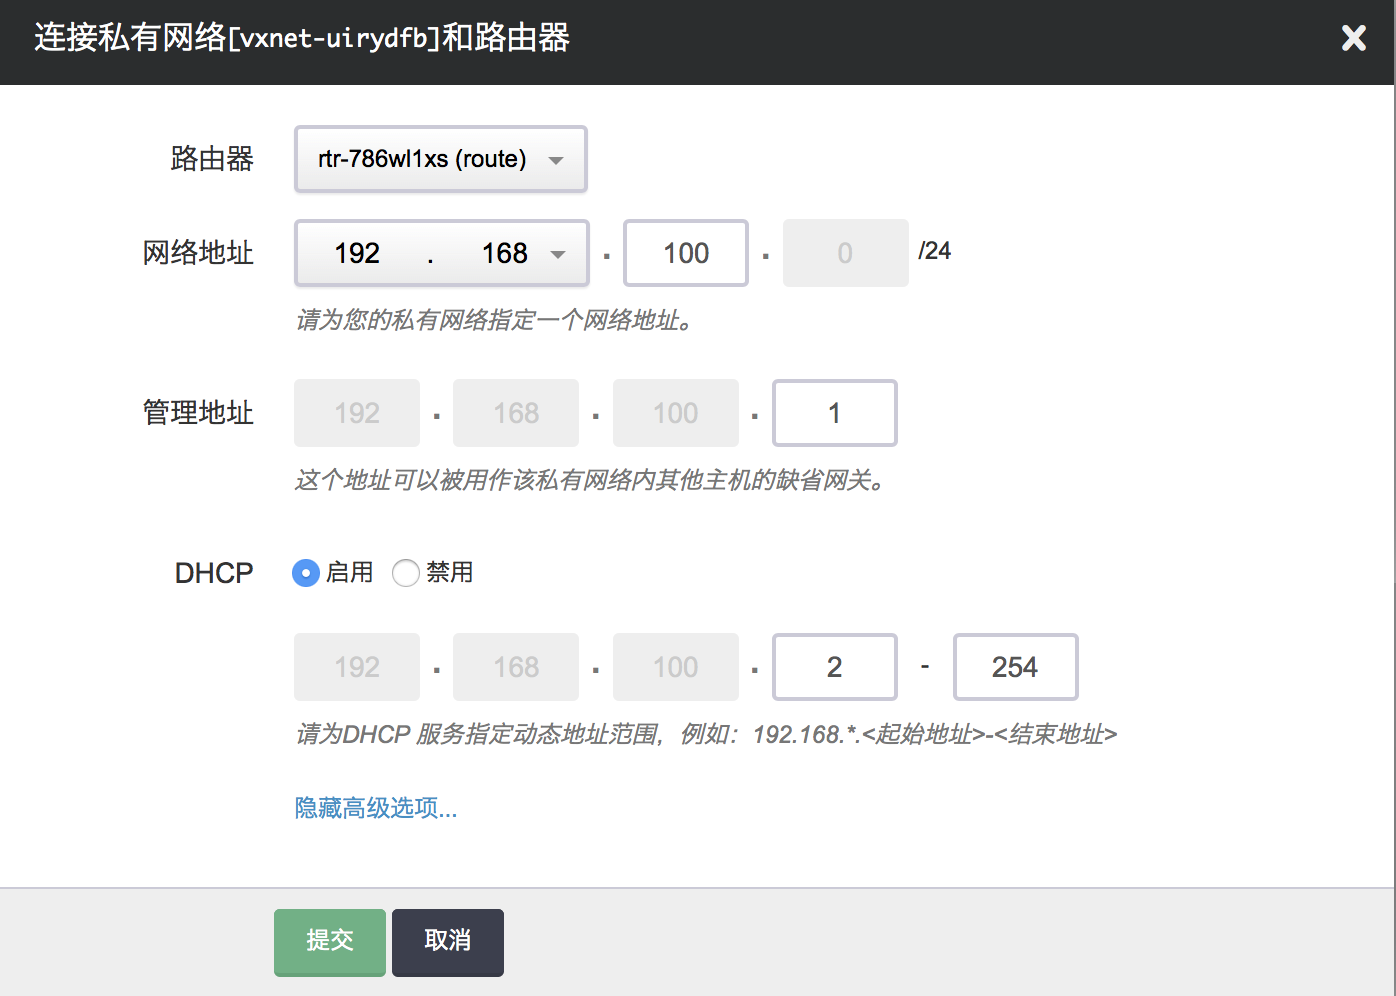 连接私有网络[vxnet-uirydfb]和路由器
路由器 rtr-786wl1xs (route)
网络地址 192 . 168 . 100 . 0 /24
请为您的私有网络指定一个网络地址。
管理地址 192 . 168 . 100 . 1
这个地址可以被用作该私有网络内其他主机的缺省网关。
DHCP 启用 禁用
192 . 168 . 100 . 2 - 254
请为DHCP 服务指定动态地址范围，例如：192.168.*.<起始地址>-<结束地址>
隐藏高级选项...
提交 取消